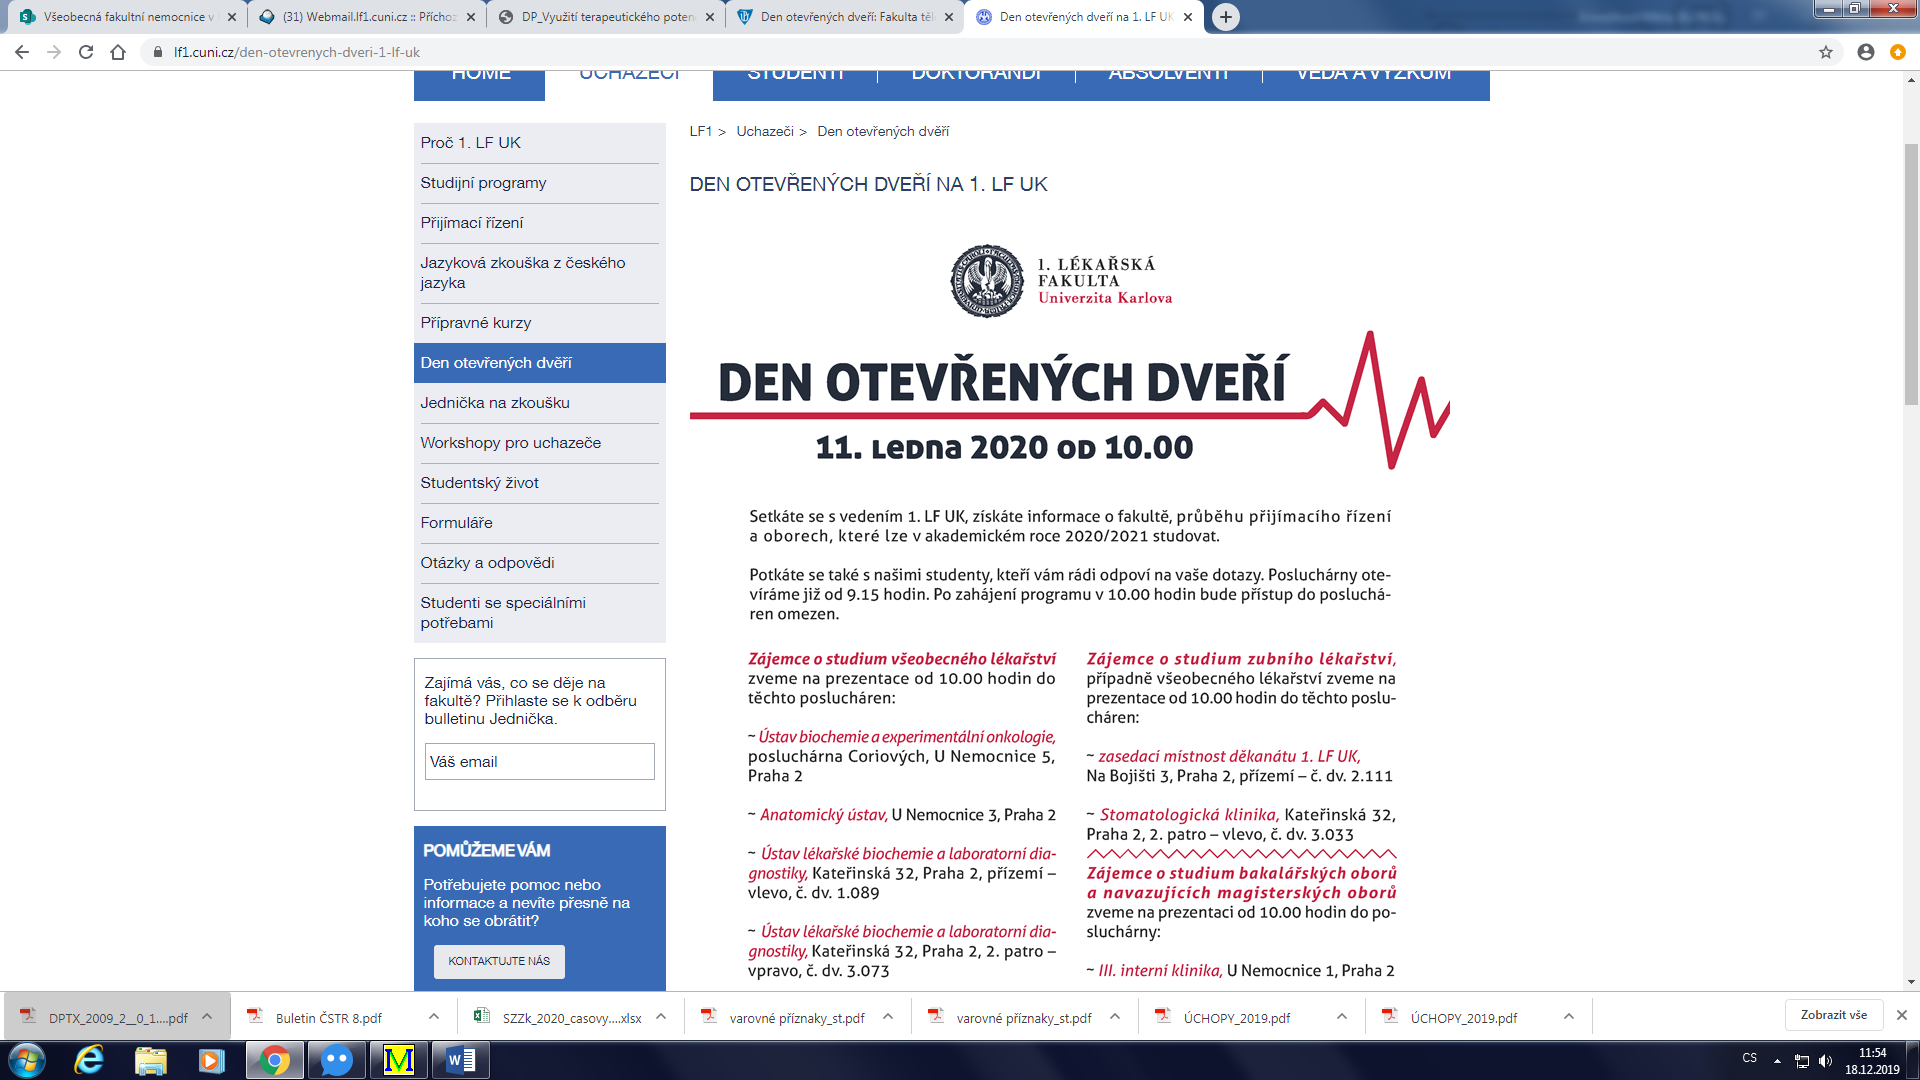 Všeobecná fakultní nemocnice v
(31) Webmail.lf1.cuni.cz :: Příchoz
DP_Využití terapeutického poten
Den otevřených dveří: Fakulta těl
Den otevřených dveří na 1. LF UK
lf1.cuni.cz/den-otevrenych-dveri-1-lf-uk
HOME
UCHAZEČI
STUDENTI
DOKTORANDI
ABSOLVENTI
VĚDA A VÝZKUM
Proč 1. LF UK
Studijní programy
Přijímací řízení
Jazyková zkouška z českého
jazyka
Přípravné kurzy
Den otevřených dvěří
Jednička na zkoušku
Workshopy pro uchazeče
Studentský život
Formuláře
Otázky a odpovědi
Studenti se speciálními
potřebami
Zajímá vás, co se děje na
fakultě? Přihlaste se k odběru
bulletinu Jednička.
Váš email
POMŮŽEME VÁM
Potřebujete pomoc nebo
informace a nevíte přesně na
koho se obrátit?
KONTAKTUJTE NÁS
LF1 > Uchazeči > Den otevřených dvěří
DEN OTEVŘENÝCH DVEŘÍ NA 1. LF UK
1. LÉKAŘSKÁ
FAKULTA
Univerzita Karlova
DEN OTEVŘENÝCH DVEŘÍ
11. Ledna 2020 od 10.00
Setkáte se s vedením 1. LF UK, získáte informace o fakultě, průběhu přijímacího řízení
a oborech, které lze v akademickém roce 2020/2021 studovat.
Potkáte se také s našimi studenty, kteří vám rádi odpoví na vaše dotazy. Posluchárny ote-
víráme již od 9.15 hodin. Po zahájení programu v 10.00 hodin bude přístup do poslucha-
ren omezen.
Zájemce o studium všeobecného lékařství
zveme na prezentace od 10.00 hodin do
těchto poslucháren:
~ Ústav biochemie a experimentální onkologie,
posluchárna Coriových, U Nemocnice 5,
Praha 2
~ Anatomický ústav, U Nemocnice 3, Praha 2
~ Ústav lékařské biochemie a laboratorní dia-
gnostiky, Kateřinská 32, Praha 2, přízemí –
vlevo, č. dv. 1.089
~ Ústav lékařské biochemie a laboratorní dia-
gnostiky, Kateřinská 32, Praha 2, 2. patro –
vpravo, č. dv. 3.073
Zájemce o studium zubního lékařství,
případně všeobecného lékařství zveme na
prezentace od 10.00 hodin do těchto poslu-
cháren:
~ zasedací místnost děkanátu 1. LF UK,
Na Bojišti 3, Praha 2, přízemí – č. dv. 2.111
~ Stomatologická klinika, Kateřinská 32,
Praha 2, 2. patro – vlevo, č. dv. 3.033
Zájemce o studium bakalářských oborů
a navazujících magisterských oborů
zveme na prezentaci od 10.00 hodin do po-
sluchárny:
~ III. interní klinika, U Nemocnice 1, Praha 2
DPTX_2009_2__0_1....pdf
Buletin ČSTR 8.pdf
SZZk_2020_casovy....xlsx
varovné příznaky_st.pdf
varovné příznaky_st.pdf
ÚCHOPY_2019.pdf
ÚCHOPY_2019.pdf
Zobrazit vše
CS
11:54
18.12.2019